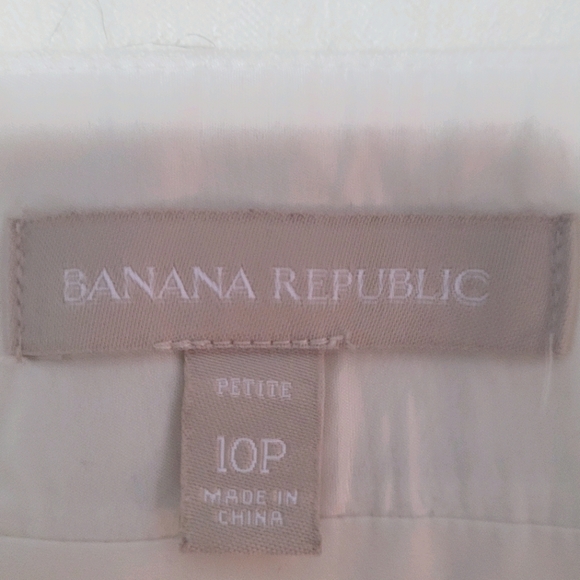 BANANA REPUBLIC
PETITE
10P
MADE IN
CHINA